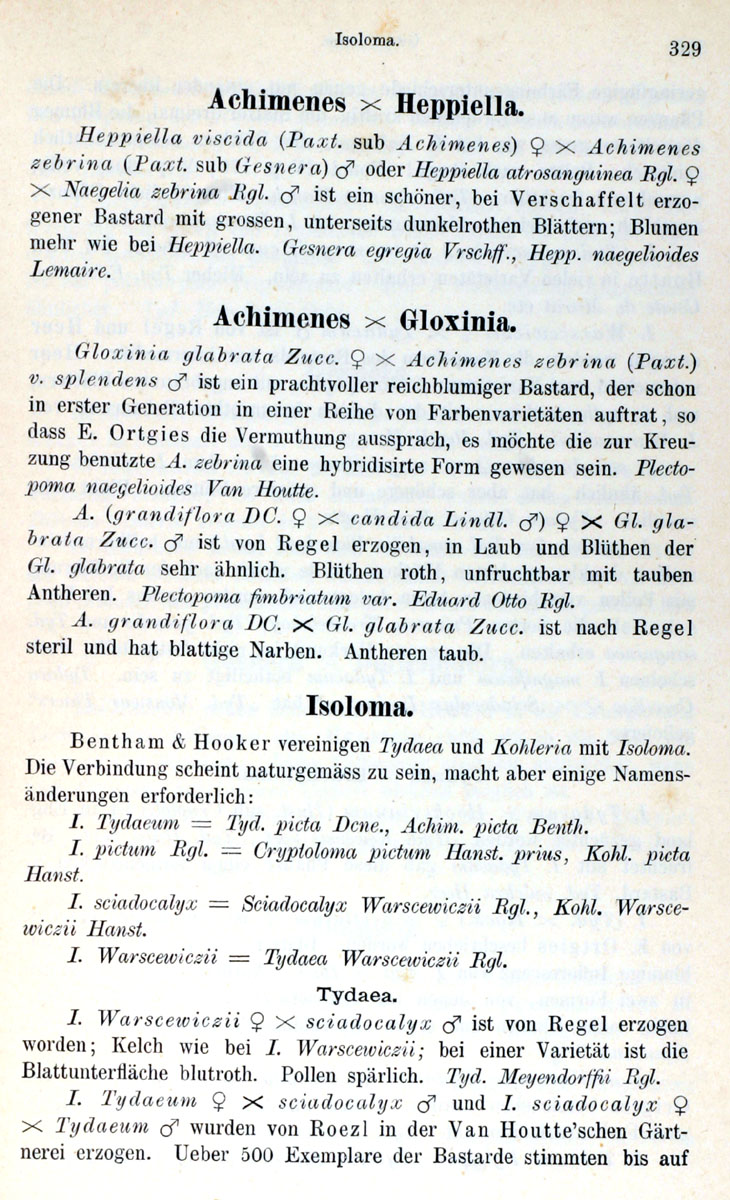 Isoloma.
329
Achimenes × Heppiella.
Heppiella viscida (Paxt. sub Achimenes) ♀ × Achimenes
zebrina (Paxt. sub Gesnera) ♂ oder Heppiella atrosanguinea Rgl. ♀
× Naegelia zebrina Rgl. ♂ ist ein schöner, bei Verschaffelt erzo-
gener Bastard mit grossen, unterseits dunkelrothen Blättern; Blumen
mehr wie bei Heppiella. Gesnera egregia Vrschff., Hepp. naegelioides
Lemaire.
Achimenes × Gloxinia.
Gloxinia glabrata Zucc. ♀ × Achimenes zebrina (Paxt.)
v. splendens ♂ ist ein prachtvoller reichblumiger Bastard, der schon
in erster Generation in einer Reihe von Farbenvarietäten auftrat, so
dass E. Ortgies die Vermuthung aussprach, es möchte die zur Kreu-
zung benutzte A. zebrina eine hybridisirte Form gewesen sein. Plecto-
poma naegelioides Van Houtte.
A. (grandiflora DC. ♀ × candida Lindl. ♂) ♀ × Gl. gla-
brata Zucc. ♂ ist von Regel erzogen, in Laub und Blüthen der
Gl. glabrata sehr ähnlich. Blüthen roth, unfruchtbar mit tauben
Antheren. Plectopoma fimbriatum var. Eduard Otto Rgl.
A. grandiflora DC. × Gl. glabrata Zucc. ist nach Regel
steril und hat blattige Narben. Antheren taub.
Isoloma.
Bentham & Hooker vereinigen Tydaea und Kohleria mit Isoloma.
Die Verbindung scheint naturgemäss zu sein, macht aber einige Namens-
änderungen erforderlich:
I. Tydaeum = Tyd. picta Dcne., Achim. picta Benth.
I. pictum Rgl. = Cryptoloma pictum Hanst. prius, Kohl. picta
Hanst.
I. sciadocalyx = Sciadocalyx Warscewiczii Rgl., Kohl. Warsce-
wiczii Hanst.
I. Warscewiczii = Tydaea Warscewiczii Rgl.
Tydaea.
I. Warscewiczii ♀ × sciadocalyx ♂ ist von Regel erzogen
worden; Kelch wie bei I. Warscewiczii; bei einer Varietät ist die
Blattunterfläche blutroth. Pollen spärlich. Tyd. Meyendorffii Rgl.
I. Tydaeum ♀ × sciadocalyx ♂ und I. sciadocalyx ♀
× Tydaeum ♂ wurden von Roezl in der Van Houtte'schen Gärt-
nerei erzogen. Ueber 500 Exemplare der Bastarde stimmten bis auf